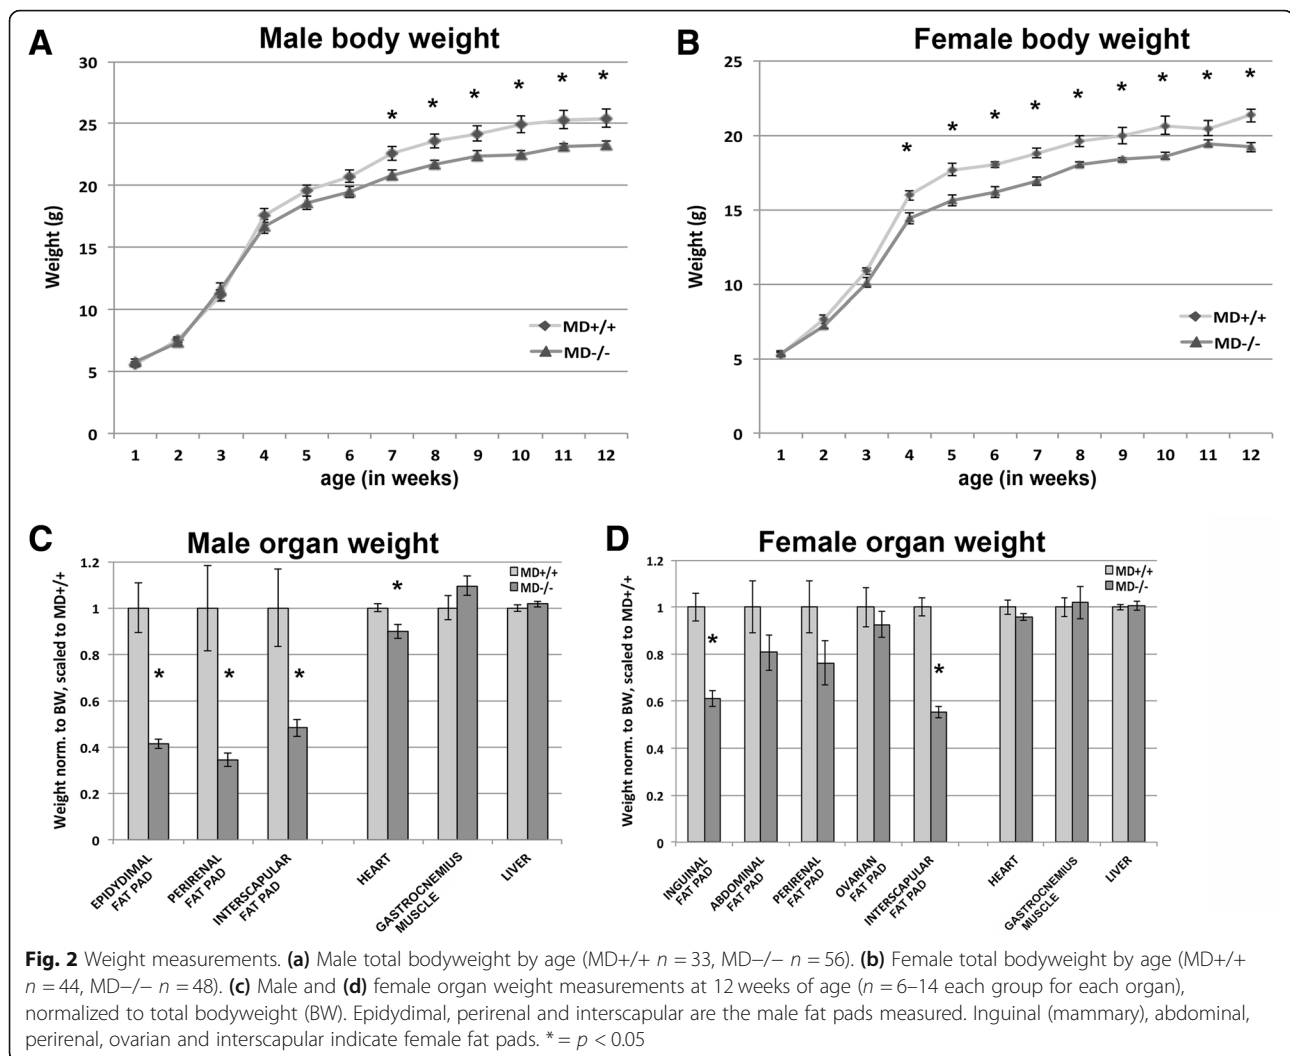 A
Male body weight
Weight (g)
30
25
20
15
10
5
0
* * * * * *
MD+/+
MD-/-
1 2 3 4 5 6 7 8 9 10 11 12
age (in weeks)
B
Female body weight
Weight (g)
25
20
15
10
5
0
* * * * * * * * *
MD+/+
MD-/-
1 2 3 4 5 6 7 8 9 10 11 12
age (in weeks)
C
Male organ weight
Weight norm. to BW, scaled to MD+/+
1.2
1
0.8
0.6
0.4
0.2
0
MD+/+
MD-/-
* * * *
EPIDYDIMAL
FAT PAD
PERIRENAL
FAT PAD
INTERSCAPULAR
FAT PAD
HEART
GASTROCNEMIUS
MUSCLE
LIVER
D
Female organ weight
Weight norm. to BW, scaled to MD+/+
1.2
1
0.8
0.6
0.4
0.2
0
MD+/+
MD-/-
* *
INGUINAL
FAT PAD
ABDOMINAL
FAT PAD
PERIRENAL
FAT PAD
OVARIAN
FAT PAD
INTERSCAPULAR
FAT PAD
HEART
GASTROCNEMIUS
MUSCLE
LIVER
Fig. 2 Weight measurements. (a) Male total bodyweight by age (MD+/+ n = 33, MD−/− n = 56). (b) Female total bodyweight by age (MD+/+
n = 44, MD−/− n = 48). (c) Male and (d) female organ weight measurements at 12 weeks of age (n = 6–14 each group for each organ),
normalized to total bodyweight (BW). Epidydimal, perirenal and interscapular are the male fat pads measured. Inguinal (mammary), abdominal,
perirenal, ovarian and interscapular indicate female fat pads. * = p < 0.05